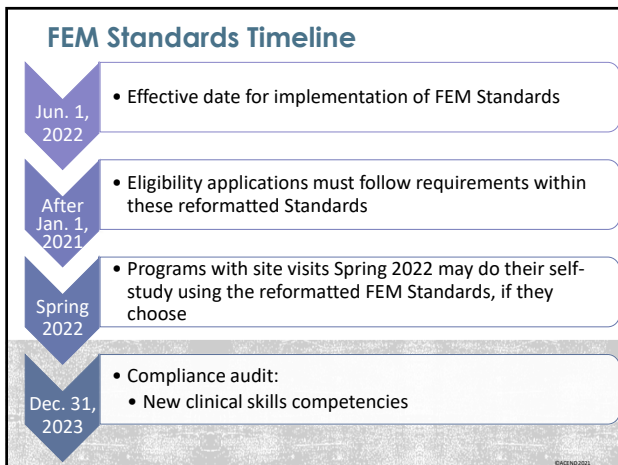 FEM Standards Timeline
Jun. 1,
2022
• Effective date for implementation of FEM Standards
After
Jan. 1,
2021
• Eligibility applications must follow requirements within
these reformatted Standards
Spring
2022
• Programs with site visits Spring 2022 may do their self-
study using the reformatted FEM Standards, if they
choose
Dec. 31,
2023
• Compliance audit:
• New clinical skills competencies
©ACEND2021